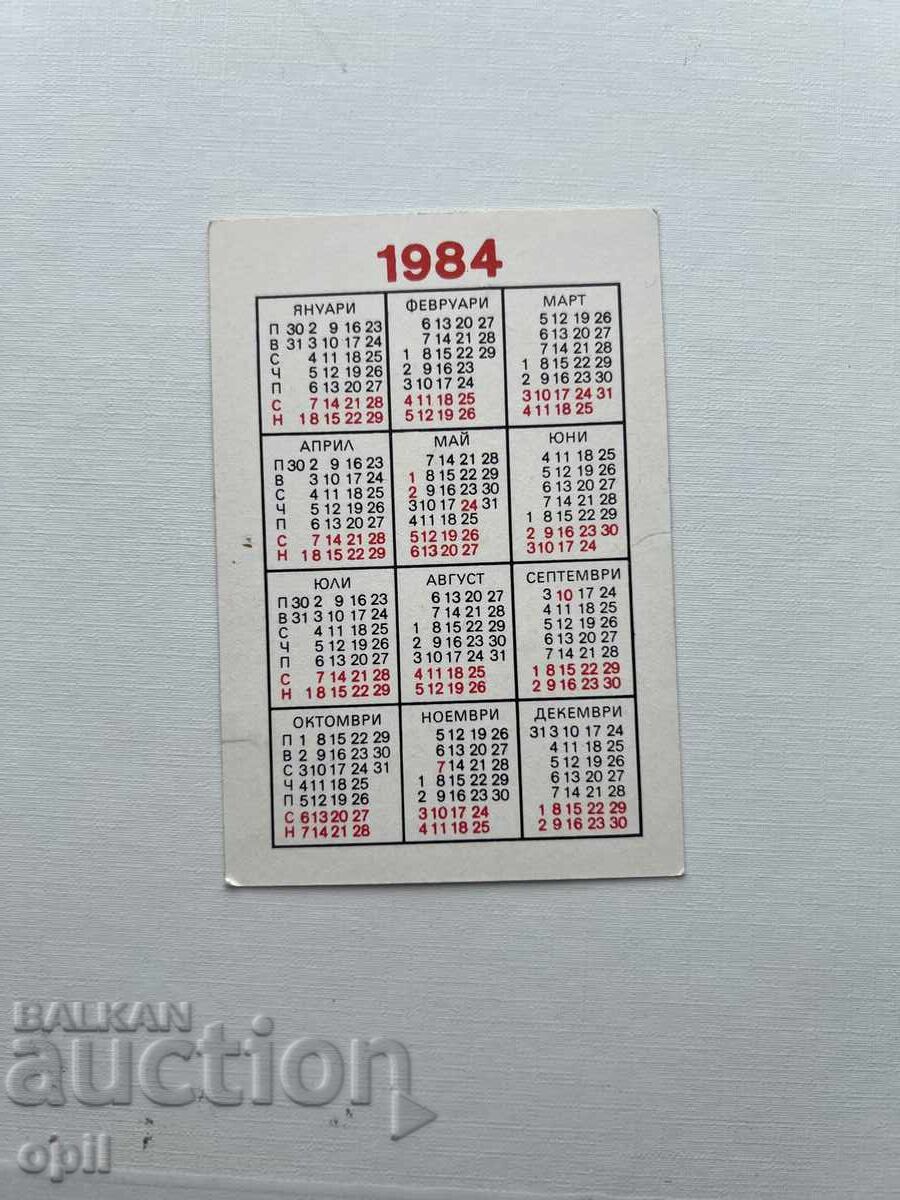 1984
ЯНУАРИ
П 30 2 9 16 23
В 31 3 10 17 24
С 4 11 18 25
Ч 5 12 19 26
П 6 13 20 27
С 7 14 21 28
Н 1 8 15 22 29
ФЕВРУАРИ
6 13 20 27
7 14 21 28
1 8 15 22 29
2 9 16 23
3 10 17 24
4 11 18 25
5 12 19 26
МАРТ
5 12 19 26
6 13 20 27
7 14 21 28
1 8 15 22 29
2 9 16 23 30
3 10 17 24 31
4 11 18 25
АПРИЛ
П 30 2 9 16 23
В 3 10 17 24
С 4 11 18 25
Ч 5 12 19 26
П 6 13 20 27
С 7 14 21 28
Н 1 8 15 22 29
МАЙ
7 14 21 28
1 8 15 22 29
2 9 16 23 30
3 10 17 24 31
4 11 18 25
5 12 19 26
6 13 20 27
ЮНИ
4 11 18 25
5 12 19 26
6 13 20 27
7 14 21 28
1 8 15 22 29
2 9 16 23 30
3 10 17 24
ЮЛИ
П 30 2 9 16 23
В 31 3 10 17 24
С 4 11 18 25
Ч 5 12 19 26
П 6 13 20 27
С 7 14 21 28
Н 1 8 15 22 29
АВГУСТ
6 13 20 27
7 14 21 28
1 8 15 22 29
2 9 16 23 30
3 10 17 24 31
4 11 18 25
5 12 19 26
СЕПТЕМВРИ
3 10 17 24
4 11 18 25
5 12 19 26
6 13 20 27
7 14 21 28
1 8 15 22 29
2 9 16 23 30
ОКТОМВРИ
П 1 8 15 22 29
В 2 9 16 23 30
С 3 10 17 24 31
Ч 4 11 18 25
П 5 12 19 26
С 6 13 20 27
Н 7 14 21 28
НОЕМВРИ
5 12 19 26
6 13 20 27
7 14 21 28
1 8 15 22 29
2 9 16 23 30
3 10 17 24
4 11 18 25
ДЕКЕМВРИ
31 3 10 17 24
4 11 18 25
5 12 19 26
6 13 20 27
7 14 21 28
1 8 15 22 29
2 9 16 23 30
BALKAN
auction
opil